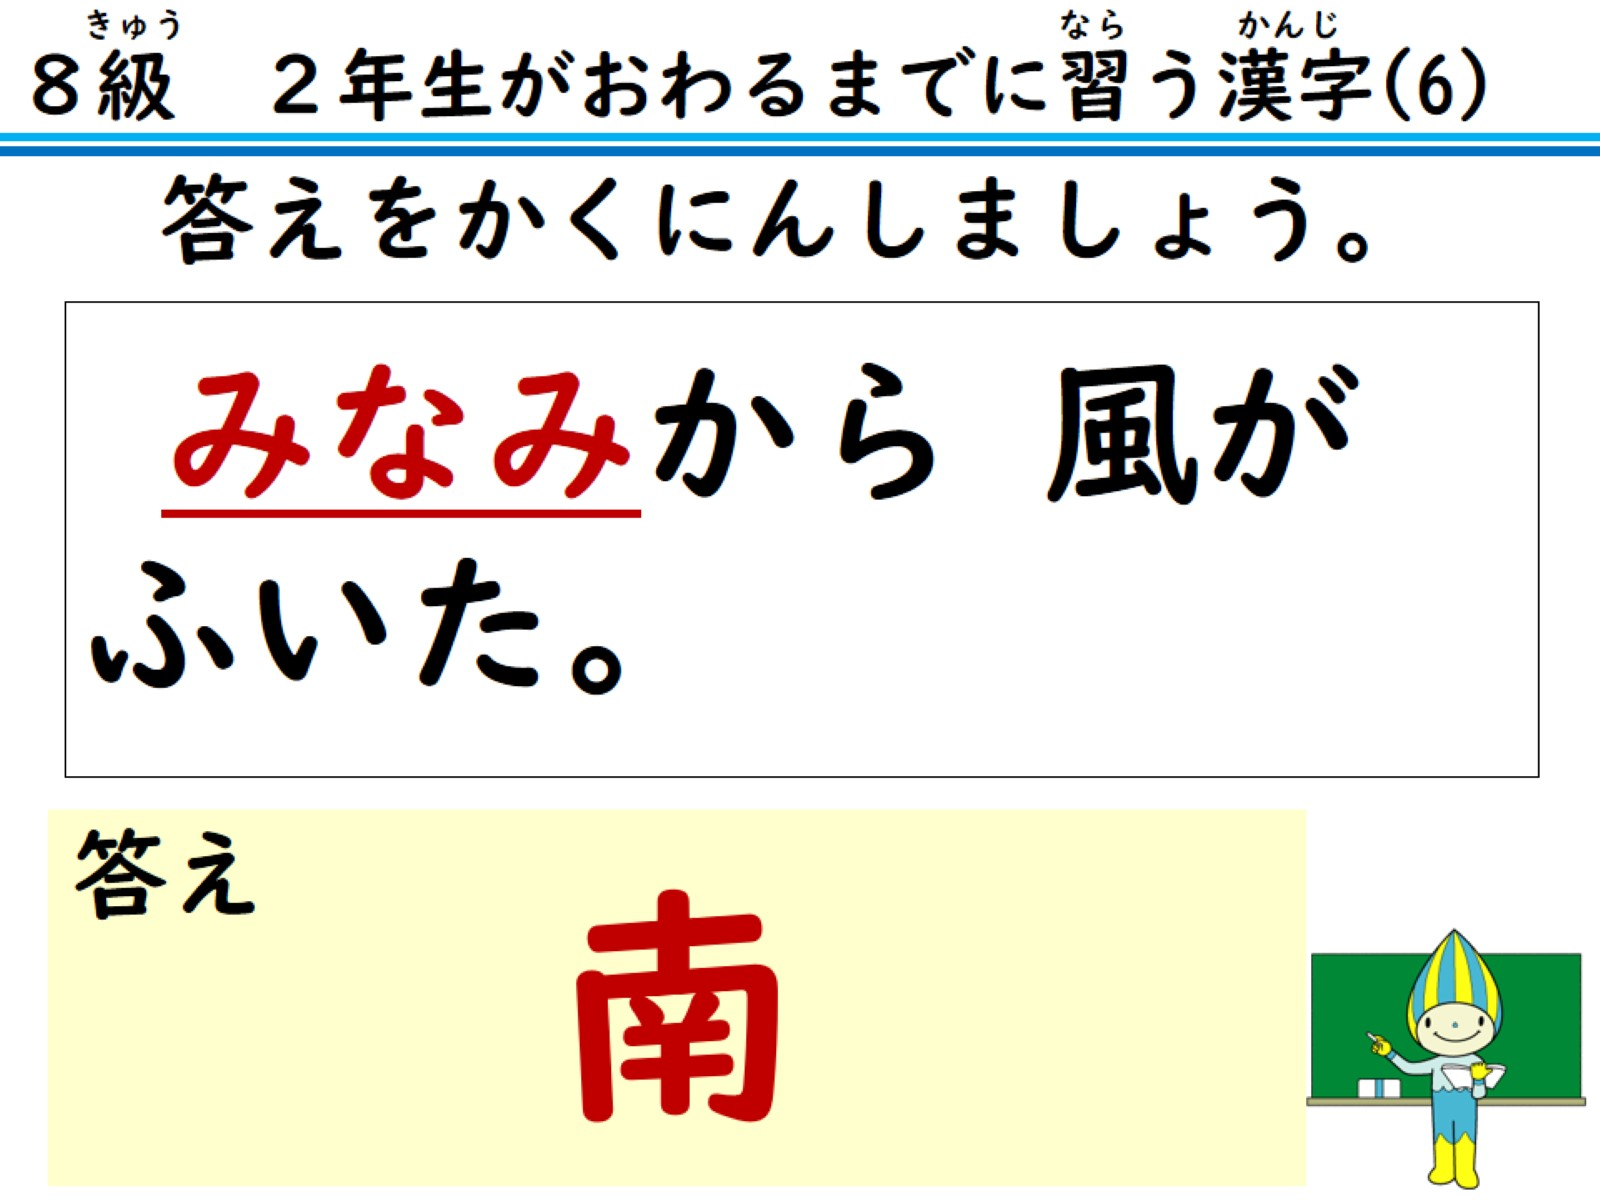 きゅう なら かんじ
８級　２年生がおわるまでに習う漢字(6)
答えをかくにんしましょう。
みなみから 風が
ふいた。
答え
南